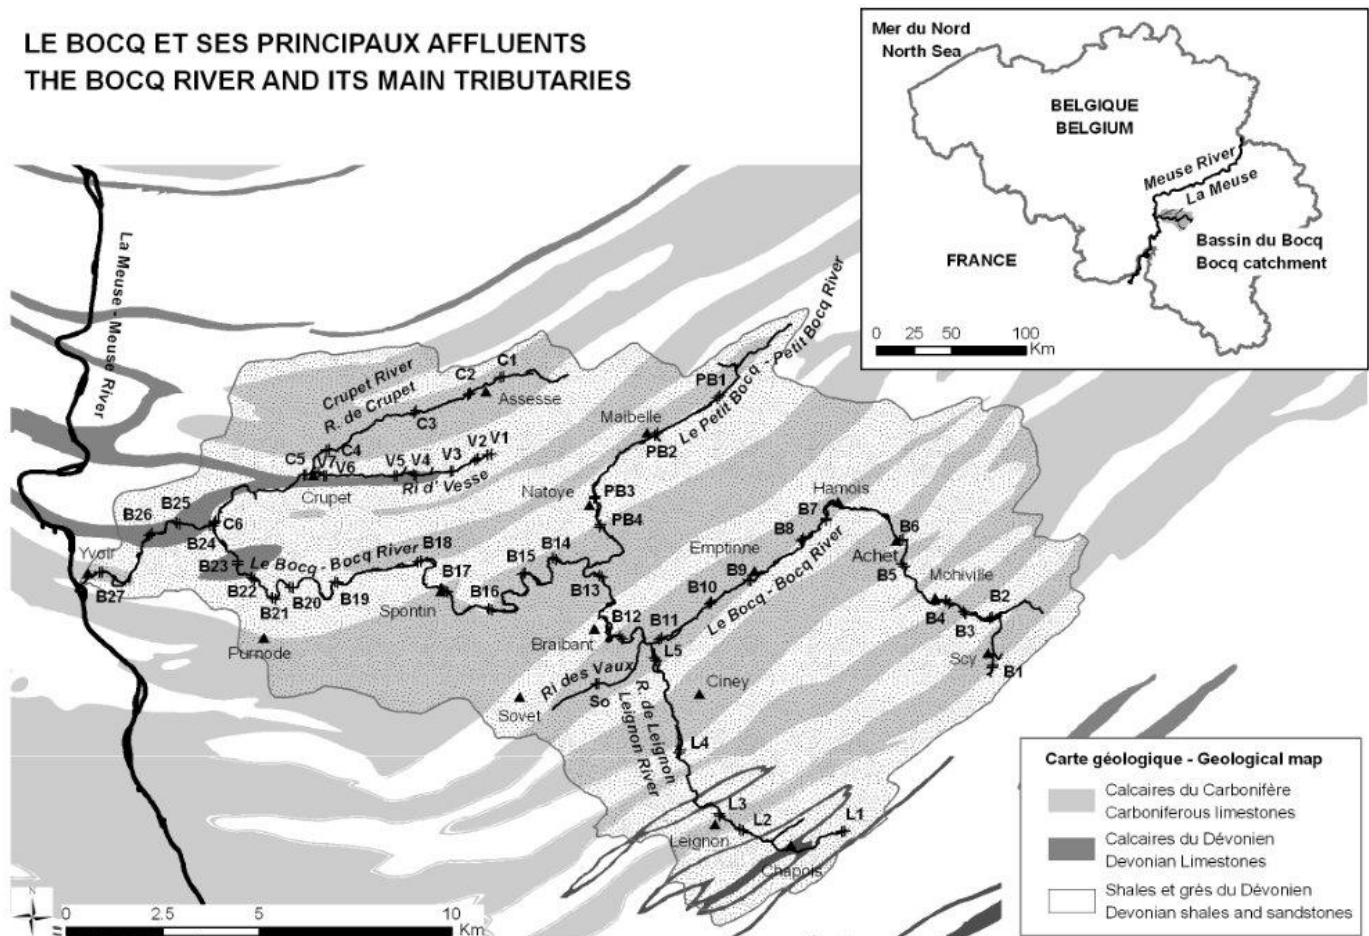 LE BOCQ ET SES PRINCIPAUX AFFLUENTS
THE BOCQ RIVER AND ITS MAIN TRIBUTARIES
Mer du Nord
North Sea
BELGIQUE
BELGIUM
Meuse River
La Meuse
FRANCE
Bassin du Bocq
Bocq catchment
0 25 50 100
Km
La Meuse - Meuse River
Crupet River
R. de Crupet
C1
C2
Assesse
C3
C4
C5
V7
V6
V5
V4
V3
V2
V1
Ri d' Vesse
Crupet
C6
PB1
Le Petit Bocq - Petit Bocq River
Maibelle
PB2
Natoye
PB3
PB4
Hamois
B7
B8
B6
Achet
B5
Emptinne
B9
B10
Le Bocq - Bocq River
Mohiville
B4
B3
B2
Scy
B1
B25
B26
B24
Yvoir
B27
B23
B22
B21
B20
B19
Le Bocq - Bocq River
B18
B17
B16
B15
B14
B13
Spontin
Purnode
B12
B11
Braibant
L5
Ri des Vaux
So
Sovet
Ciney
R. de Leignon
Leignon River
L4
L3
L2
L1
Leignon
Chapois
Carte géologique - Geological map
Calcaires du Carbonifère
Carboniferous limestones
Calcaires du Dévonien
Devonian Limestones
Shales et grès du Dévonien
Devonian shales and sandstones
N
0 2.5 5 10
Km